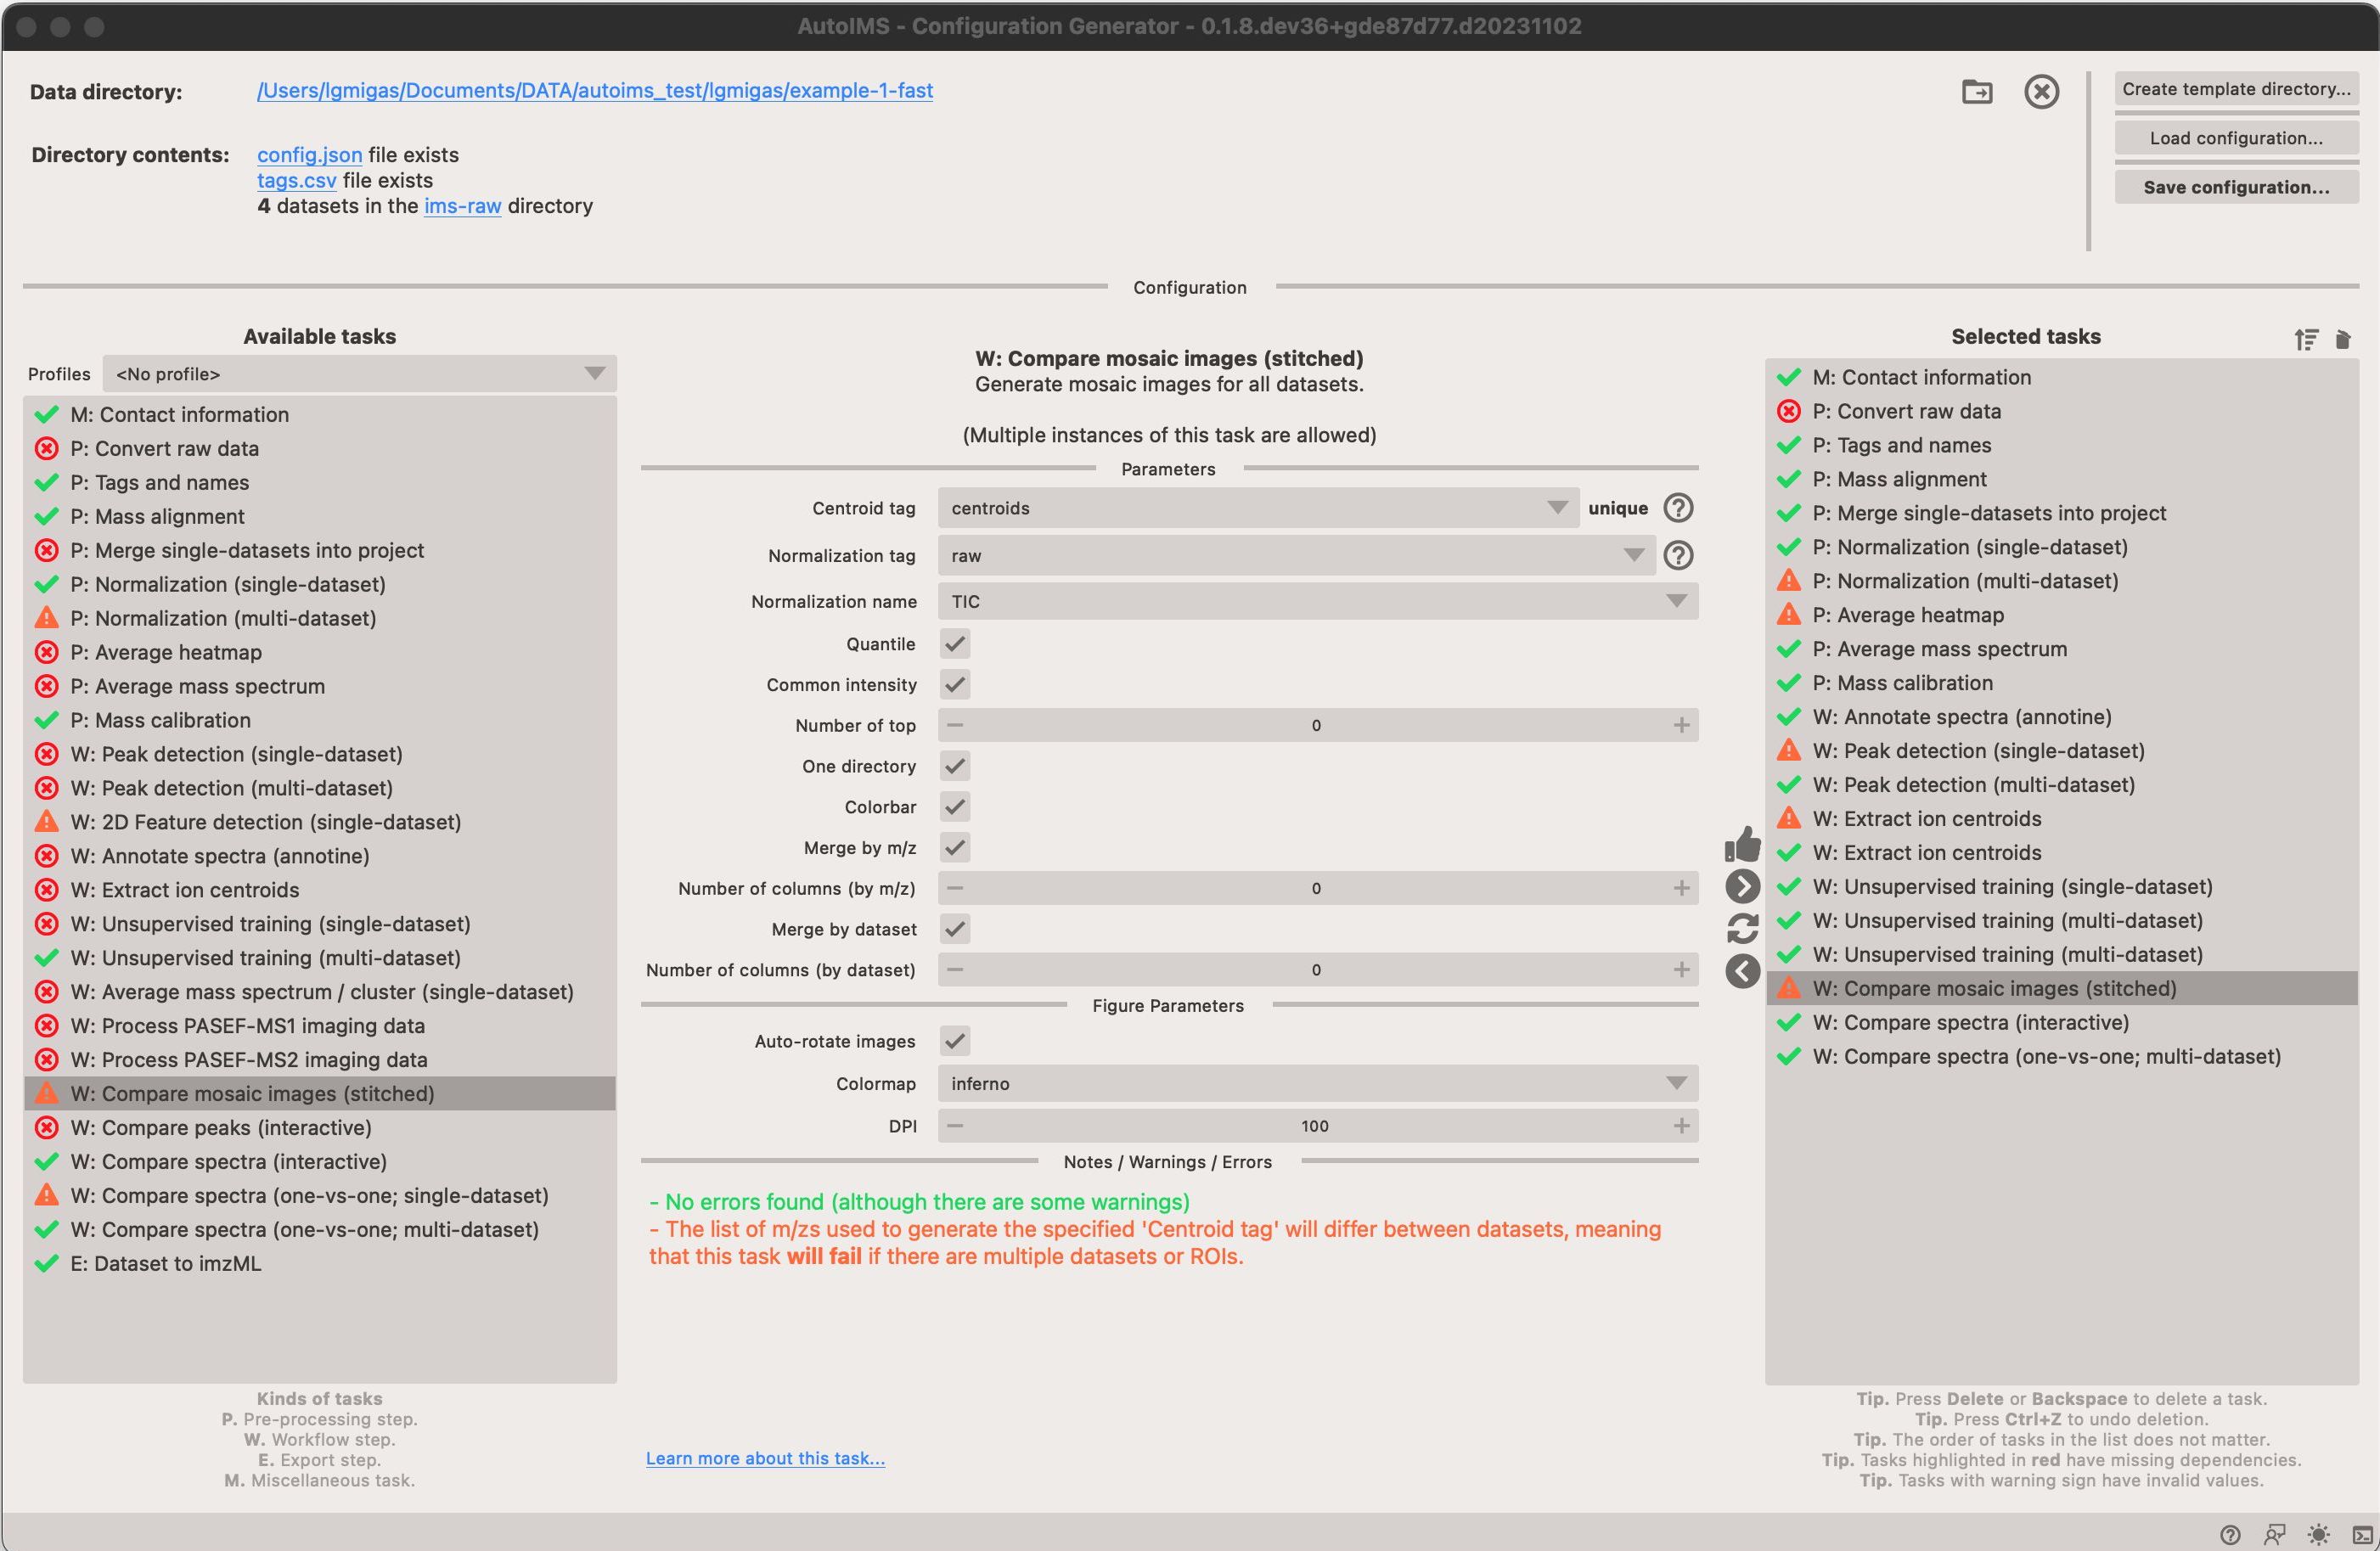 AutoIMS - Configuration Generator - 0.1.8.dev36+gde87d77.d20231102
Data directory:
/Users/lgmigas/Documents/DATA/autoims_test/lgmigas/example-1-fast
Create template directory...
Load configuration...
Save configuration...
Directory contents:
config.json file exists
tags.csv file exists
4 datasets in the ims-raw directory
Configuration
Available tasks
Profiles
<No profile>
M: Contact information
P: Convert raw data
P: Tags and names
P: Mass alignment
P: Merge single-datasets into project
P: Normalization (single-dataset)
P: Normalization (multi-dataset)
P: Average heatmap
P: Average mass spectrum
P: Mass calibration
W: Peak detection (single-dataset)
W: Peak detection (multi-dataset)
W: 2D Feature detection (single-dataset)
W: Annotate spectra (annotine)
W: Extract ion centroids
W: Unsupervised training (single-dataset)
W: Unsupervised training (multi-dataset)
W: Average mass spectrum / cluster (single-dataset)
W: Process PASEF-MS1 imaging data
W: Process PASEF-MS2 imaging data
W: Compare mosaic images (stitched)
W: Compare peaks (interactive)
W: Compare spectra (interactive)
W: Compare spectra (one-vs-one; single-dataset)
W: Compare spectra (one-vs-one; multi-dataset)
E: Dataset to imzML
Kinds of tasks
P. Pre-processing step.
W. Workflow step.
E. Export step.
M. Miscellaneous task.
W: Compare mosaic images (stitched)
Generate mosaic images for all datasets.
(Multiple instances of this task are allowed)
Parameters
Centroid tag
centroids
unique
Normalization tag
raw
Normalization name
TIC
Quantile
Common intensity
Number of top
0
One directory
Colorbar
Merge by m/z
Number of columns (by m/z)
0
Merge by dataset
Number of columns (by dataset)
0
Figure Parameters
Auto-rotate images
Colormap
inferno
DPI
100
Notes / Warnings / Errors
- No errors found (although there are some warnings)
- The list of m/zs used to generate the specified 'Centroid tag' will differ between datasets, meaning
that this task will fail if there are multiple datasets or ROIs.
Learn more about this task...
Selected tasks
M: Contact information
P: Convert raw data
P: Tags and names
P: Mass alignment
P: Merge single-datasets into project
P: Normalization (single-dataset)
P: Normalization (multi-dataset)
P: Average heatmap
P: Average mass spectrum
P: Mass calibration
W: Annotate spectra (annotine)
W: Peak detection (single-dataset)
W: Peak detection (multi-dataset)
W: Extract ion centroids
W: Extract ion centroids
W: Unsupervised training (single-dataset)
W: Unsupervised training (multi-dataset)
W: Unsupervised training (multi-dataset)
W: Compare mosaic images (stitched)
W: Compare spectra (interactive)
W: Compare spectra (one-vs-one; multi-dataset)
Tip. Press Delete or Backspace to delete a task.
Tip. Press Ctrl+Z to undo deletion.
Tip. The order of tasks in the list does not matter.
Tip. Tasks highlighted in red have missing dependencies.
Tip. Tasks with warning sign have invalid values.